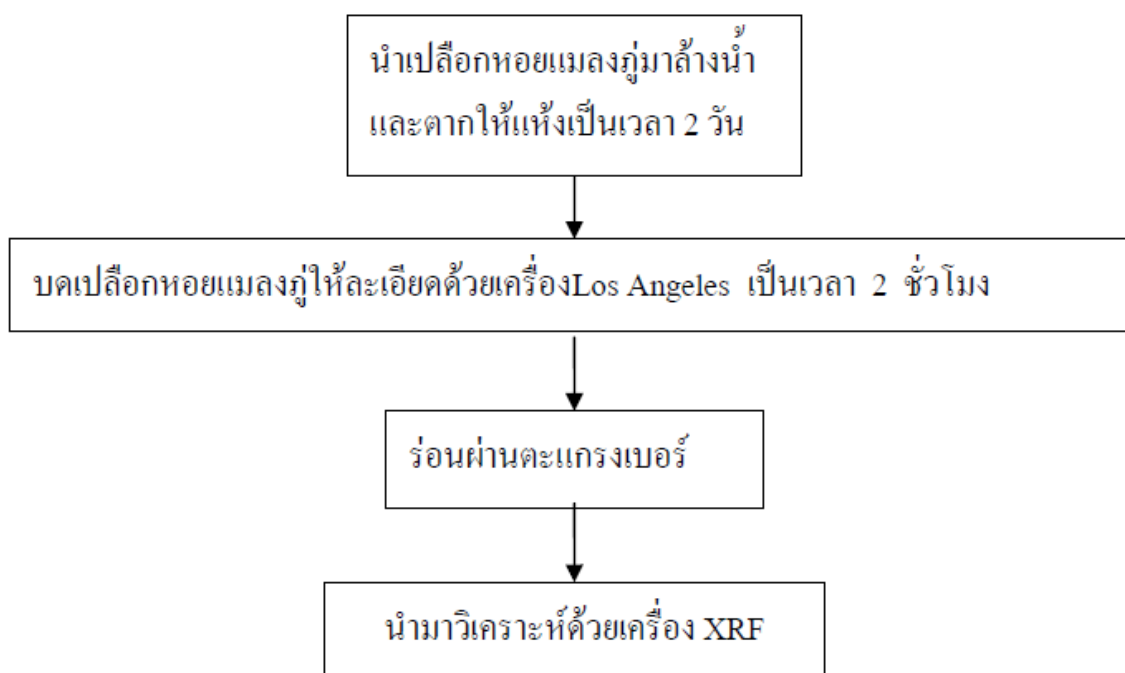 นำเปลือกหอยแมลงภู่มาล้างน้ำ
และตากให้แห้งเป็นเวลา 2 วัน
บดเปลือกหอยแมลงภู่ให้ละเอียดด้วยเครื่องLos Angeles เป็นเวลา 2 ชั่วโมง
ร่อนผ่านตะแกรงเบอร์
นำมาวิเคราะห์ด้วยเครื่อง XRF